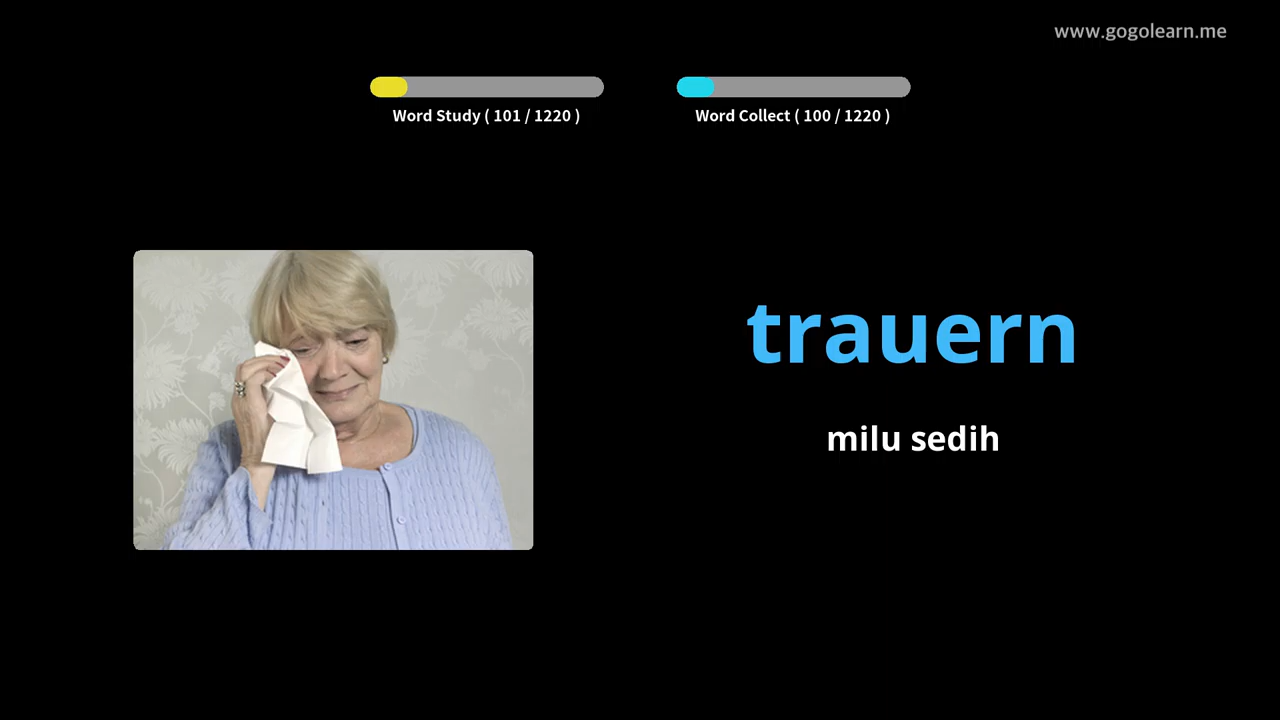 www.gogolearn.me
Word Study ( 101 / 1220 )
Word Collect ( 100 / 1220 )
trauern
milu sedih